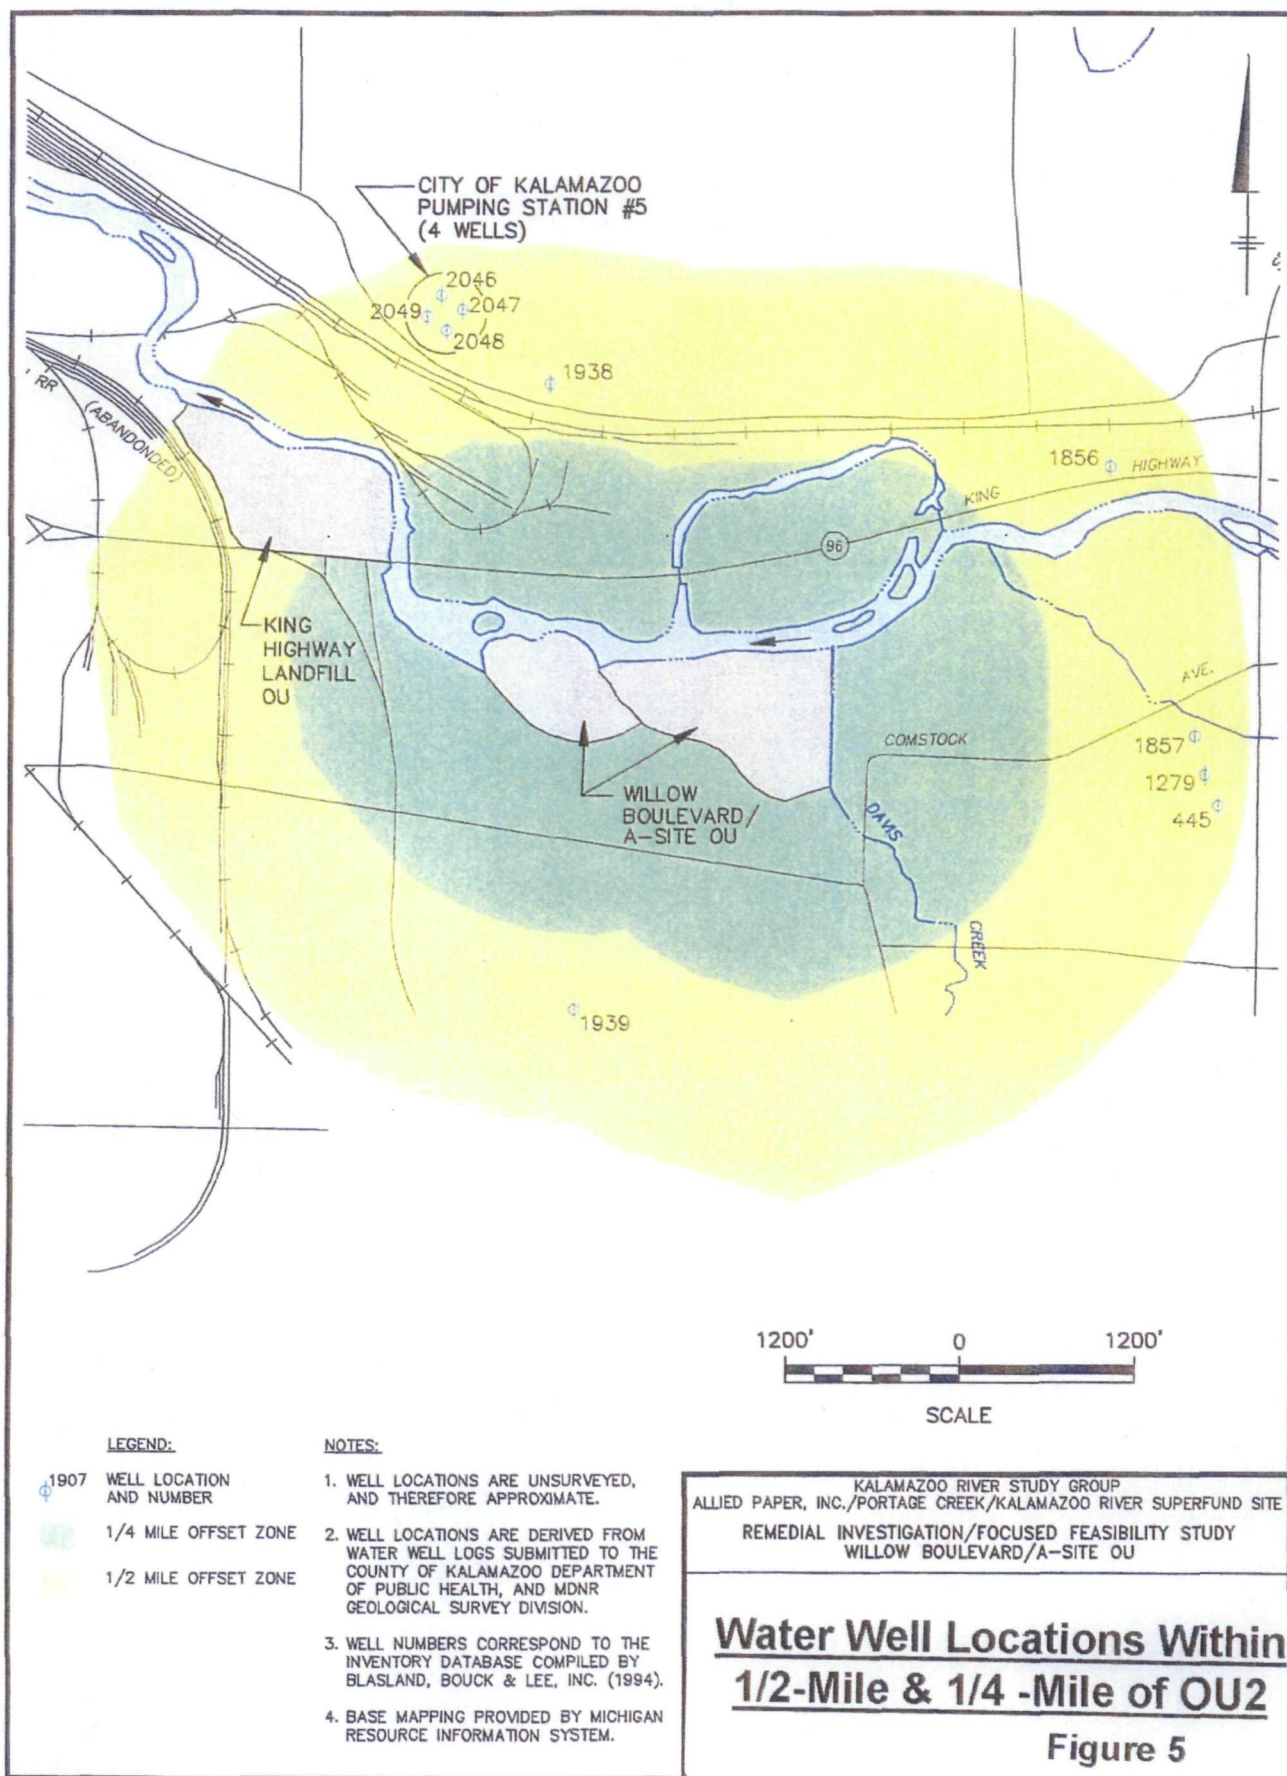 CITY OF KALAMAZOO
PUMPING STATION #5
(4 WELLS)
2046
2049
2047
2048
1938
RR
(ABANDONDED)
1856
HIGHWAY
KING
96
KING
HIGHWAY
LANDFILL
OU
AVE.
COMSTOCK
1857
1279
445
WILLOW
BOULEVARD/
A-SITE OU
DAVIS
CREEK
1939
1200' 0 1200'
SCALE
LEGEND:
1907 WELL LOCATION
AND NUMBER
1/4 MILE OFFSET ZONE
1/2 MILE OFFSET ZONE
NOTES:
1. WELL LOCATIONS ARE UNSURVEYED,
AND THEREFORE APPROXIMATE.
2. WELL LOCATIONS ARE DERIVED FROM
WATER WELL LOGS SUBMITTED TO THE
COUNTY OF KALAMAZOO DEPARTMENT
OF PUBLIC HEALTH, AND MDNR
GEOLOGICAL SURVEY DIVISION.
3. WELL NUMBERS CORRESPOND TO THE
INVENTORY DATABASE COMPILED BY
BLASLAND, BOUCK & LEE, INC. (1994).
4. BASE MAPPING PROVIDED BY MICHIGAN
RESOURCE INFORMATION SYSTEM.
KALAMAZOO RIVER STUDY GROUP
ALLIED PAPER, INC./PORTAGE CREEK/KALAMAZOO RIVER SUPERFUND SITE
REMEDIAL INVESTIGATION/FOCUSED FEASIBILITY STUDY
WILLOW BOULEVARD/A-SITE OU
Water Well Locations Within
1/2-Mile & 1/4 -Mile of OU2
Figure 5